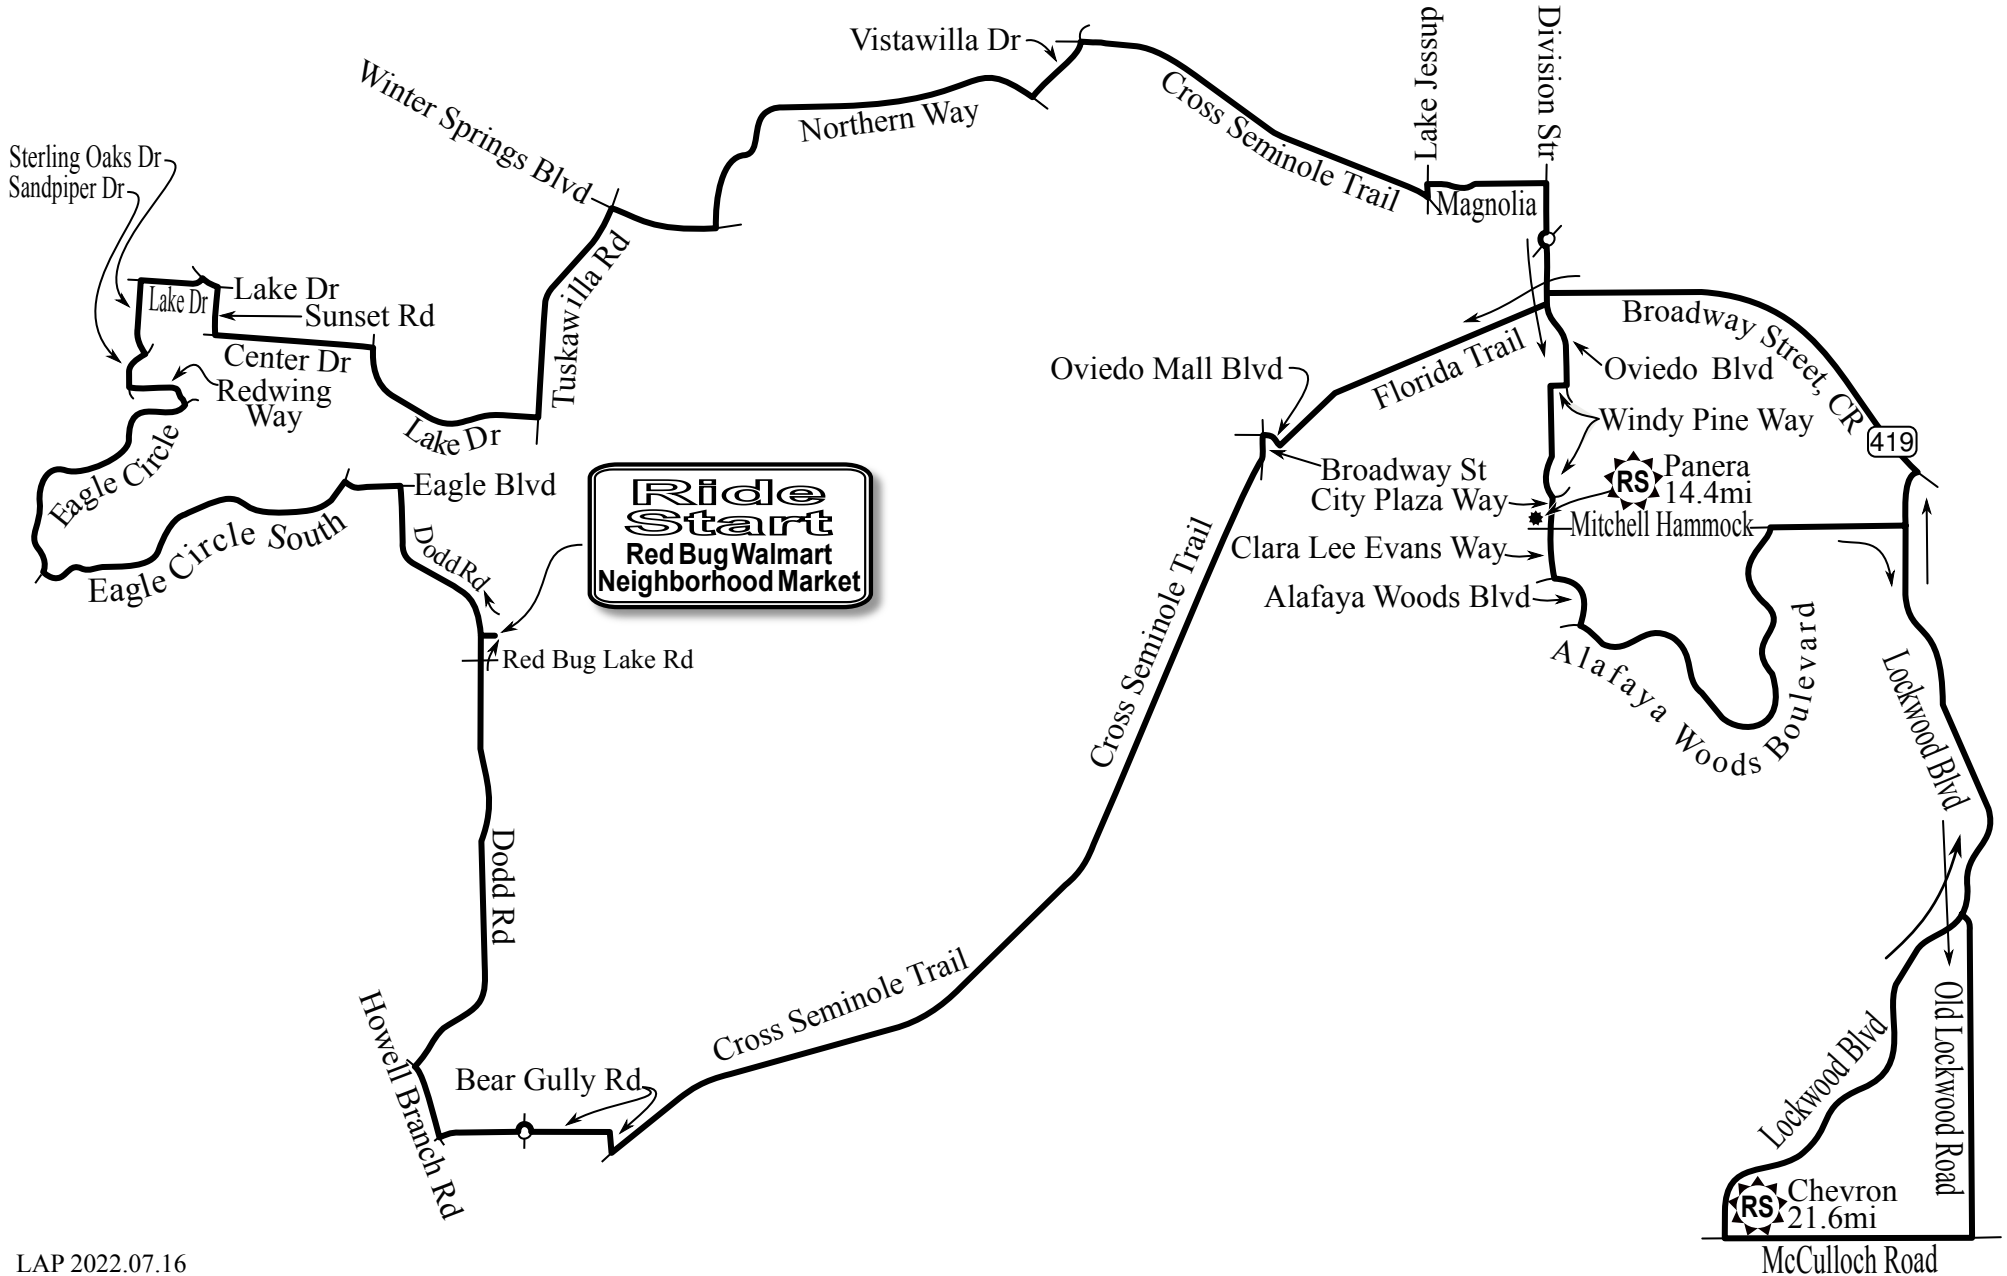 Vistawilla Dr
Lake Jessup
Division Str
Winter Springs Blvd
Northern Way
Cross Seminole Trail
Magnolia
Sterling Oaks Dr
Sandpiper Dr
Lake Dr
Lake Dr
Sunset Rd
Center Dr
Redwing
Way
Lake Dr
Tuskawilla Rd
Oviedo Mall Blvd
Florida Trail
Broadway Street, CR
419
Oviedo Blvd
Windy Pine Way
Eagle Circle
Eagle Circle South
Eagle Blvd
Dodd Rd
Ride
Start
Red Bug Walmart
Neighborhood Market
Red Bug Lake Rd
Broadway St
City Plaza Way
RS
Panera
14.4mi
Mitchell Hammock
Clara Lee Evans Way
Alafaya Woods Blvd
Alafaya Woods Boulevard
Cross Seminole Trail
Lockwood Blvd
Dodd Rd
Howell Branch Rd
Bear Gully Rd
Cross Seminole Trail
Lockwood Blvd
Old Lockwood Road
RS
Chevron
21.6mi
McCulloch Road
LAP 2022.07.16